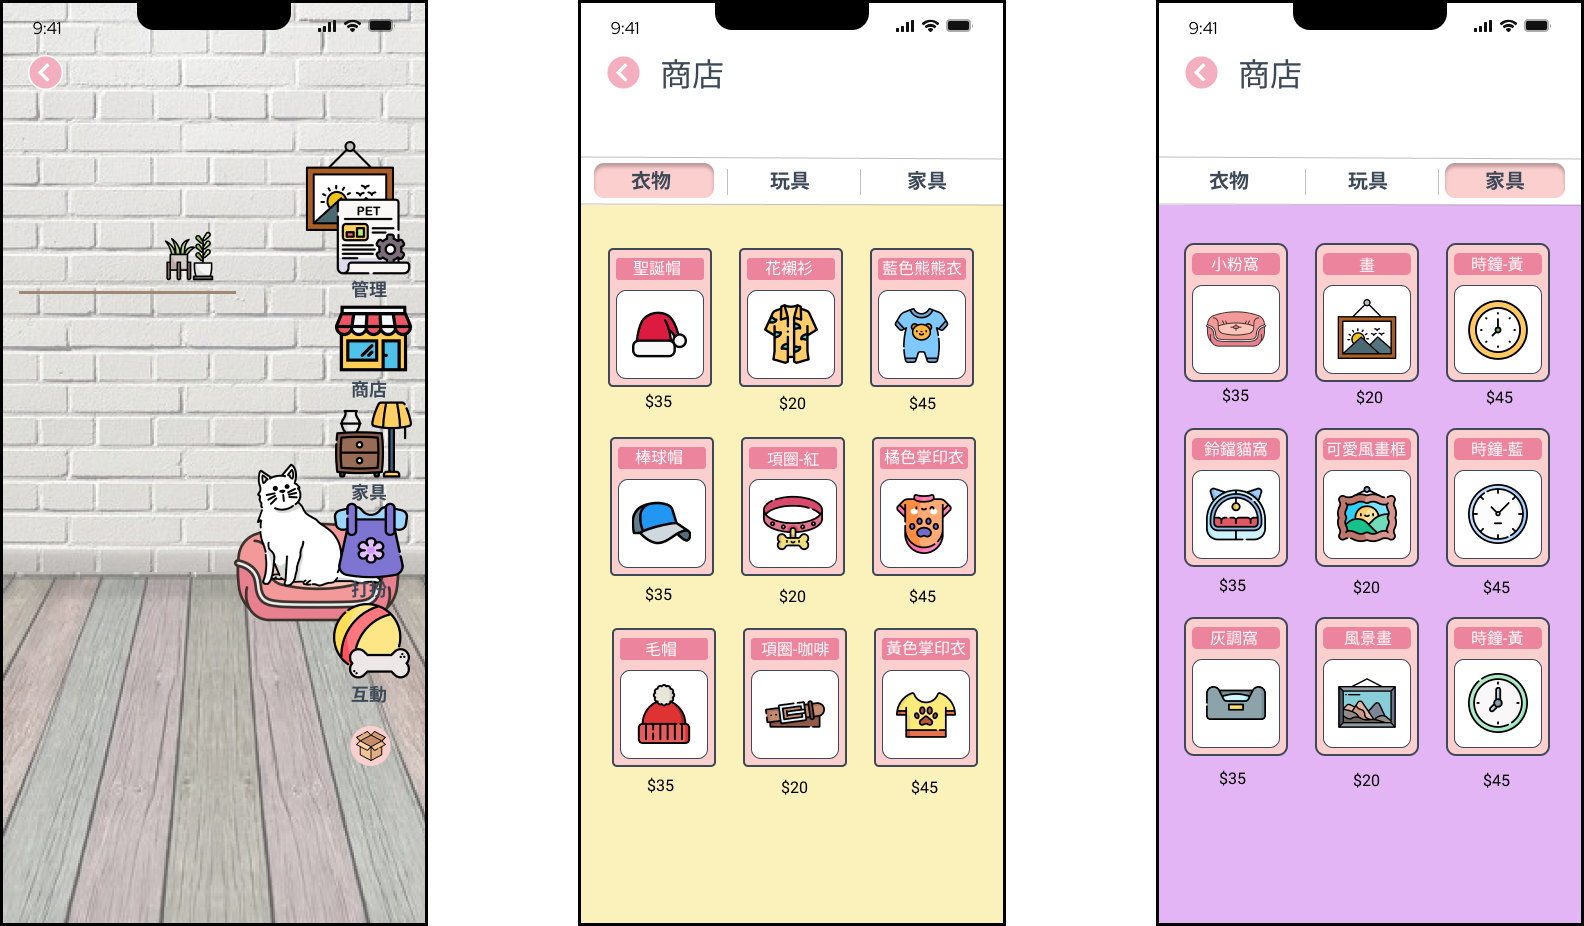 9:41
PET
管理
商店
家具
打扮
互動
9:41
商店
衣物 玩具 家具
聖誕帽 花襯衫 藍色熊熊衣
$35 $20 $45
棒球帽 項圈-紅 橘色掌印衣
$35 $20 $45
毛帽 項圈-咖啡 黃色掌印衣
$35 $20 $45
9:41
商店
衣物 玩具 家具
小粉窩 畫 時鐘-黃
$35 $20 $45
鈴鐺貓窩 可愛風畫框 時鐘-藍
$35 $20 $45
灰調窩 風景畫 時鐘-黃
$35 $20 $45